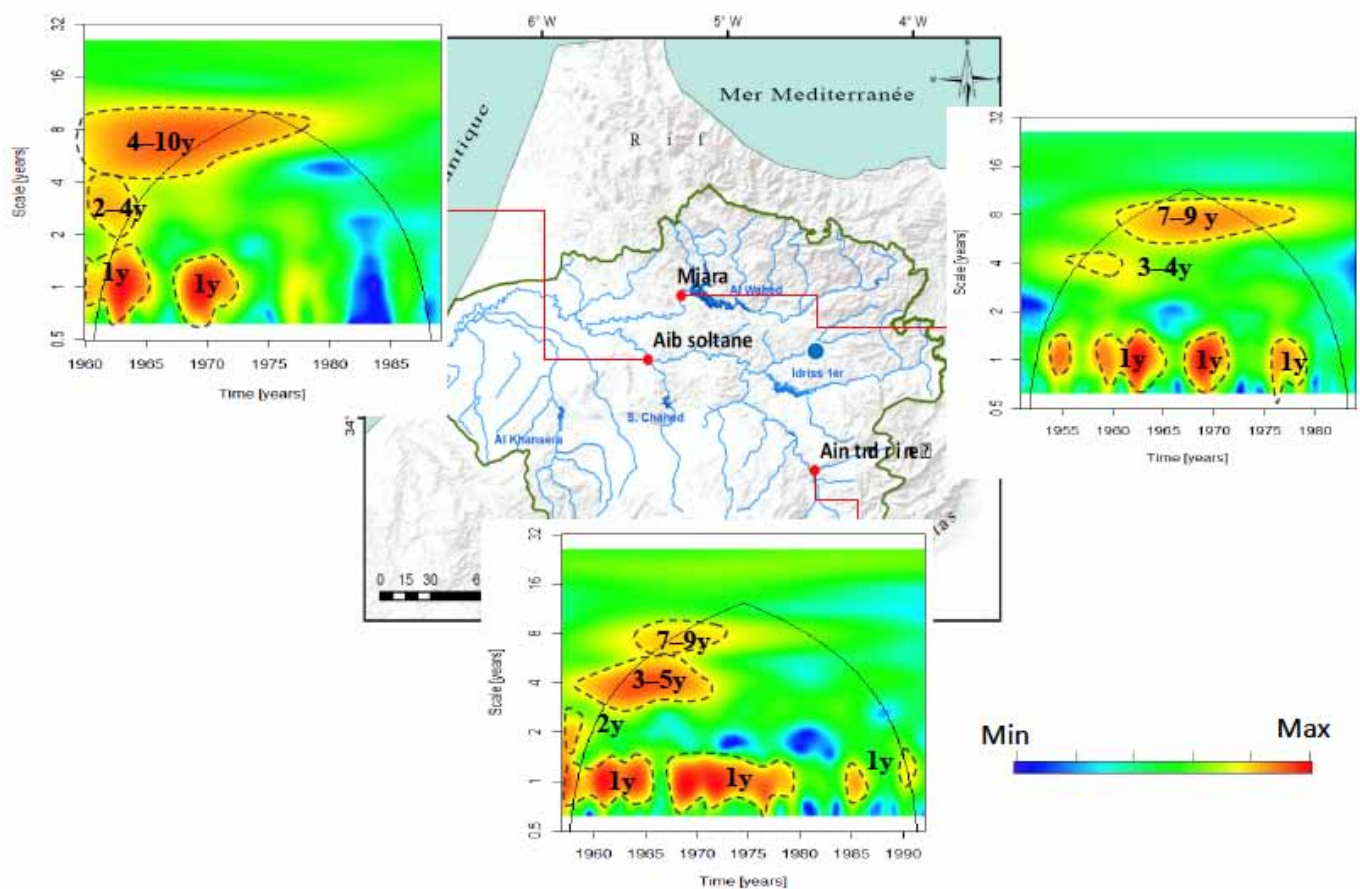 6° W
5° W
4° W
Mer Mediterranée
antique
R i f
Mjara
Al Wahed
Aib soltane
Idriss 1er
S. Chahed
Al Khansera
34°
las
0 15 30 6
32
16
8
4
2
1
0.5
Scale [years]
4–10y
2–4y
1y
1y
1960 1965 1970 1975 1980 1985
Time [years]
32
16
8
4
2
1
0.5
Scale [years]
7–9 y
3–4y
1y
1y
1y
1955 1960 1965 1970 1975 1980
Time [years]
32
16
8
4
2
1
0.5
Scale [years]
7–9y
3–5y
2y
1y
1y
1y
1960 1965 1970 1975 1980 1985 1990
Time [years]
Min
Max